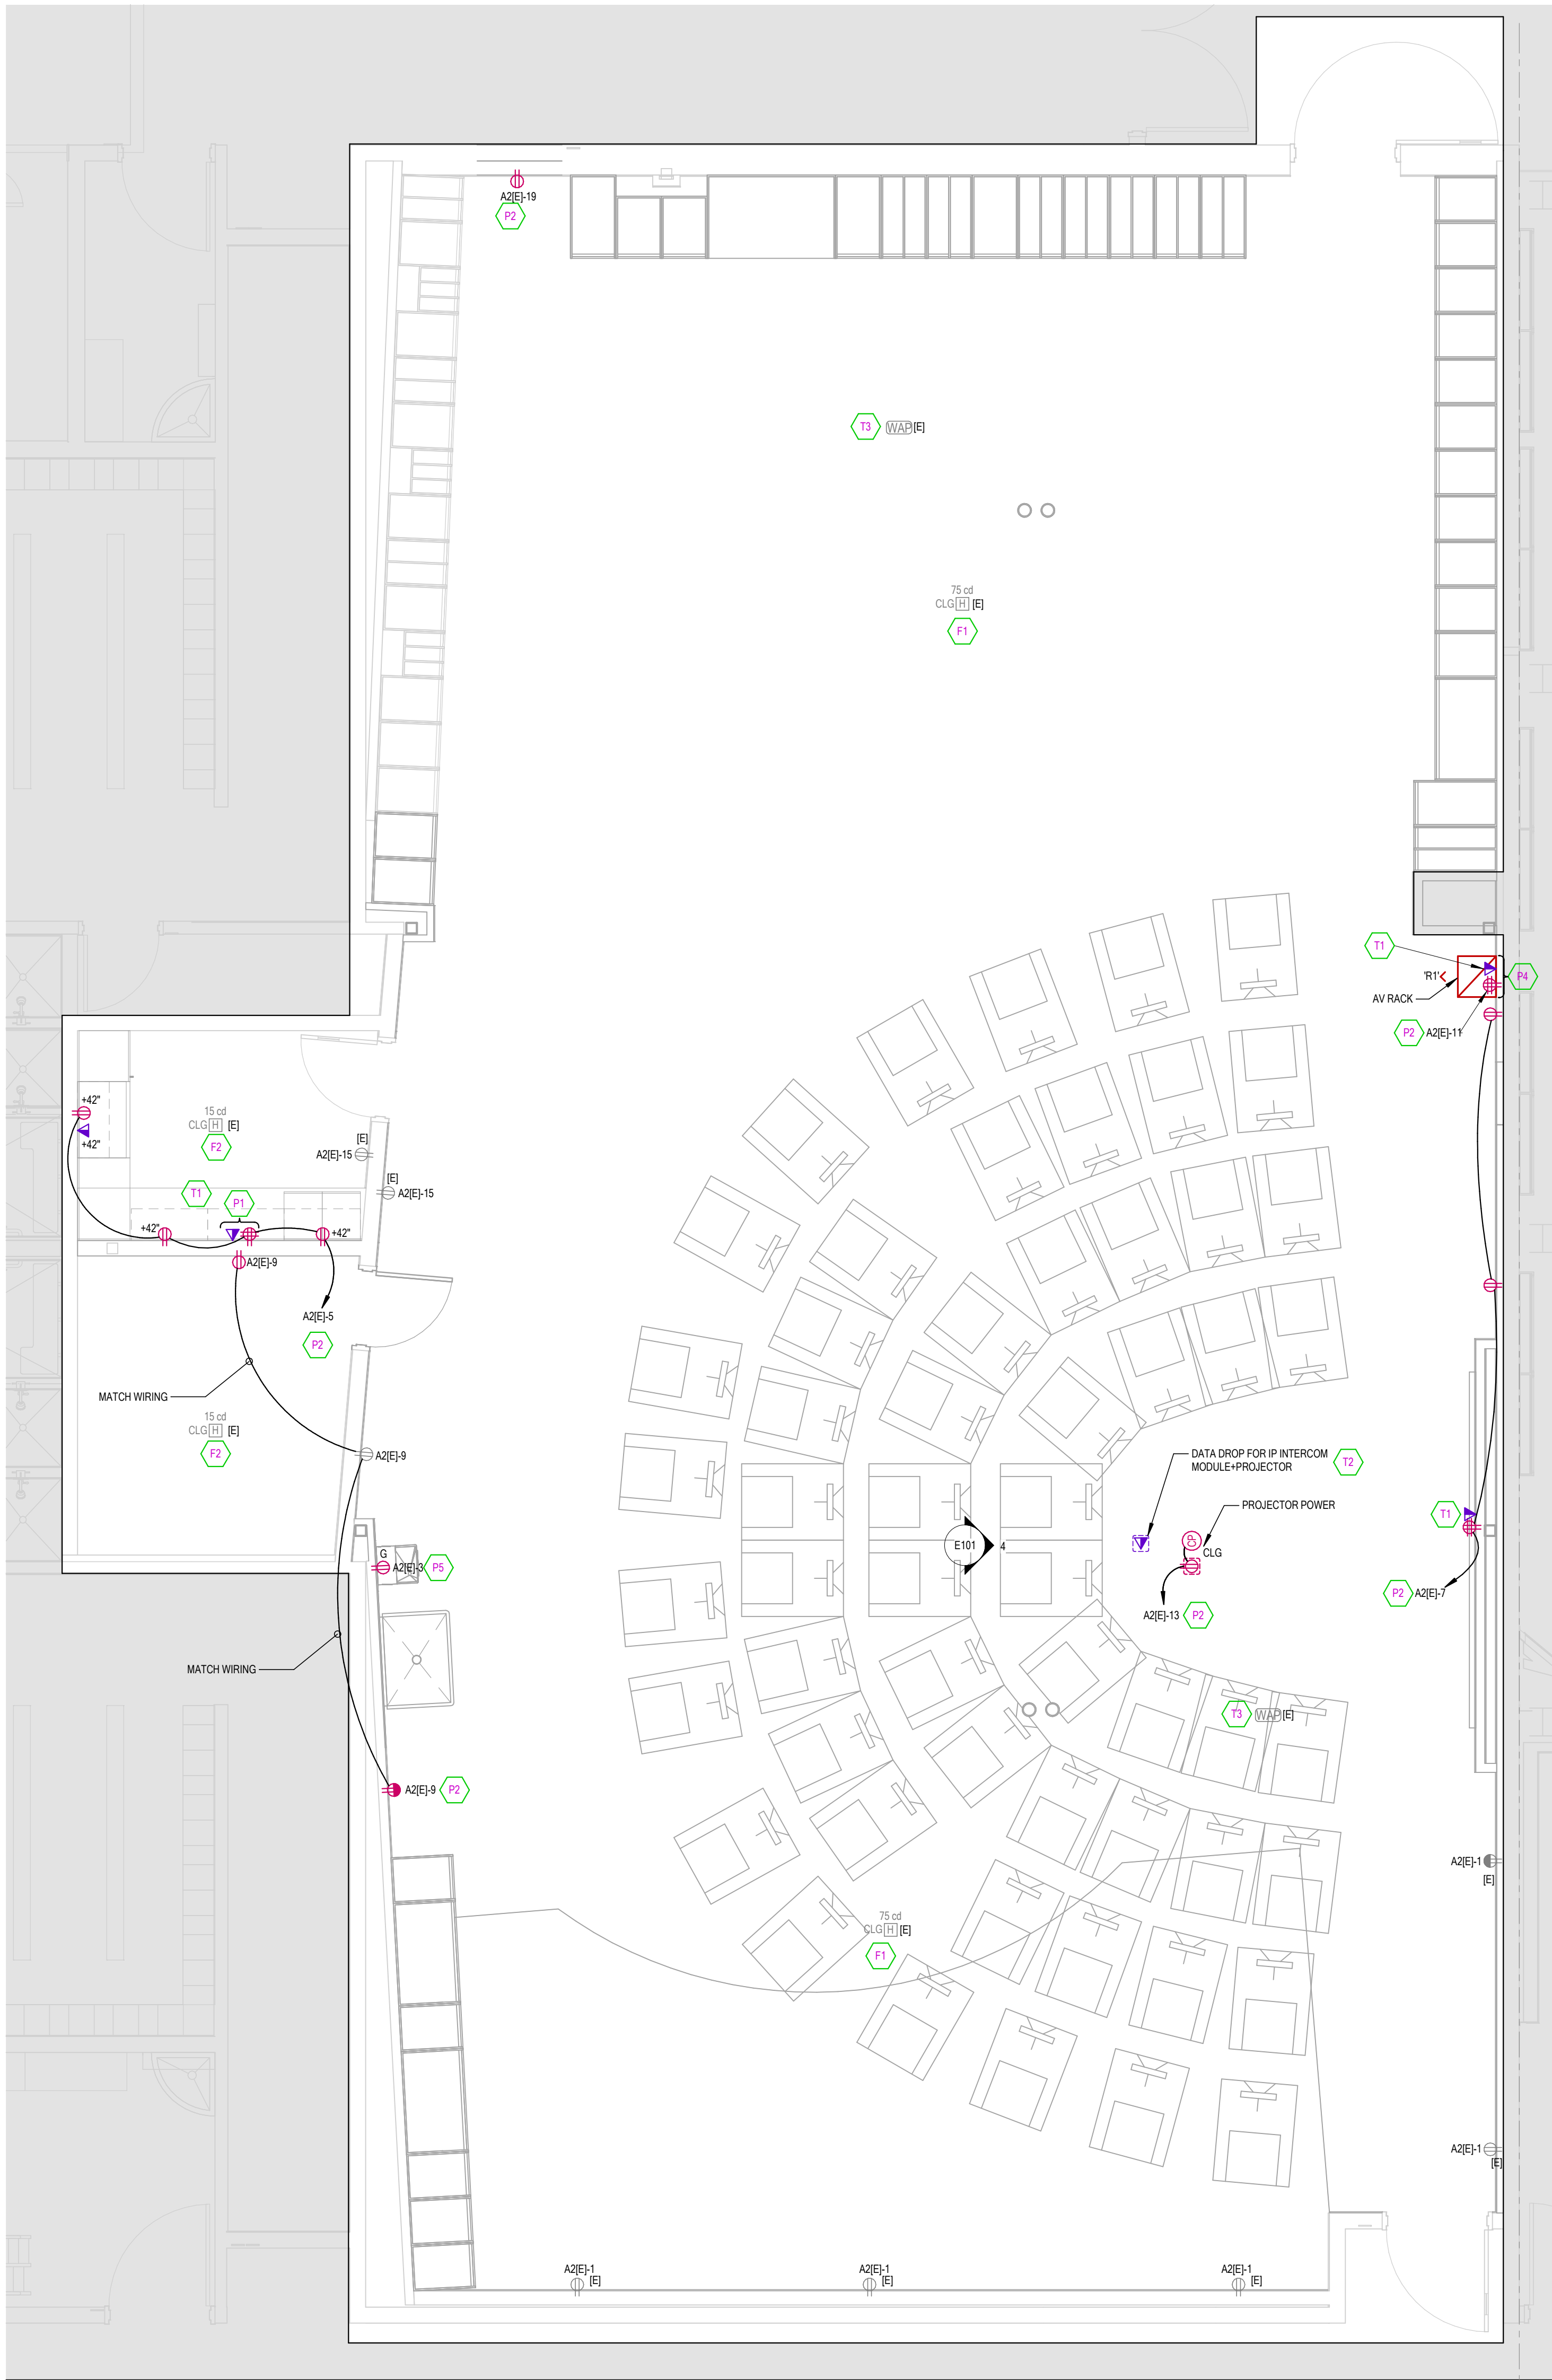 A2[E]-19
P2
T3 WAP [E]
75 cd
CLG H [E]
F1
T1
'R1'
P4
AV RACK
P2 A2[E]-11
+42"
+42"
15 cd
CLG H [E]
F2
[E]
A2[E]-15
[E]
A2[E]-15
T1
P1
+42"
+42"
A2[E]-9
A2[E]-5
P2
MATCH WIRING
15 cd
CLG H [E]
F2
A2[E]-9
DATA DROP FOR IP INTERCOM
MODULE+PROJECTOR
T2
PROJECTOR POWER
T1
CP
CLG
E101
4
G
A2[E]-3 P5
P2 A2[E]-7
A2[E]-13 P2
MATCH WIRING
T3 WAP [E]
A2[E]-9 P2
A2[E]-1
[E]
75 cd
CLG H [E]
F1
A2[E]-1
[E]
A2[E]-1
[E]
A2[E]-1
[E]
A2[E]-1
[E]